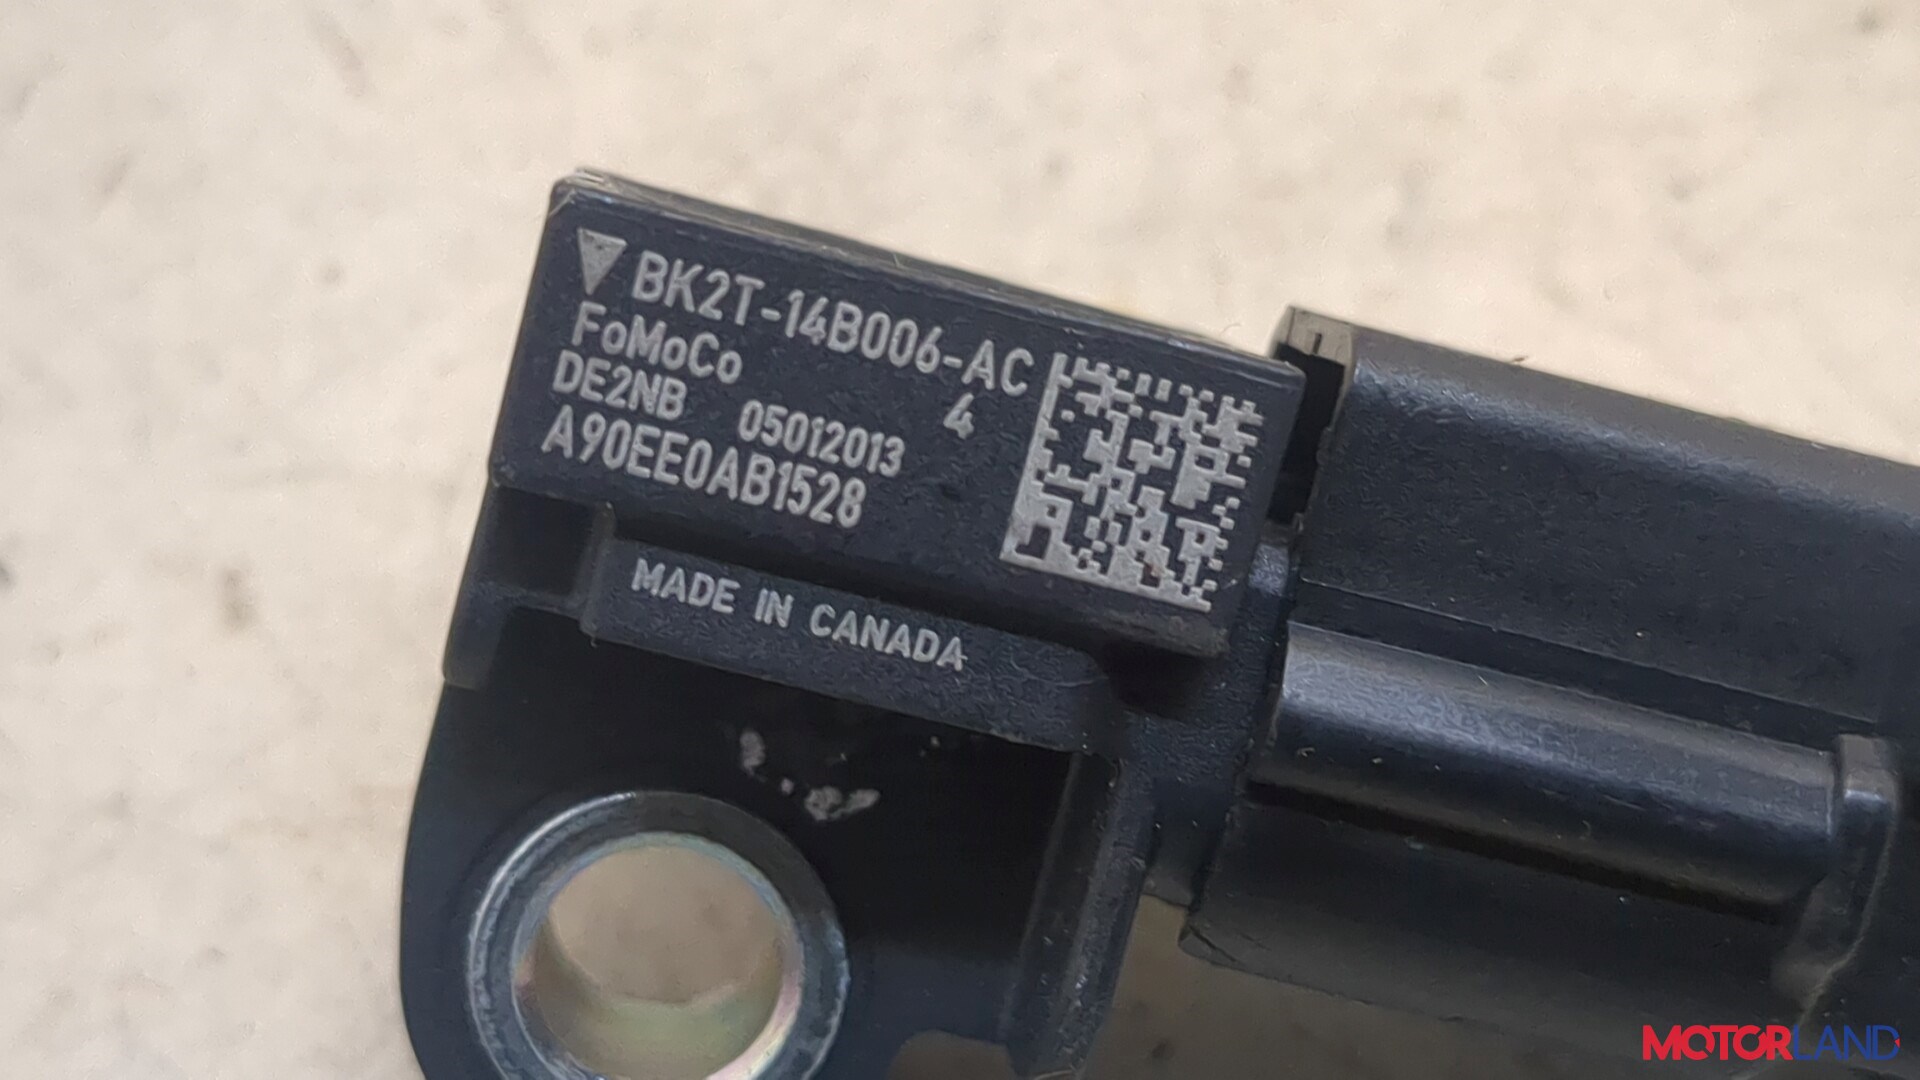 BK2T-14B006-AC
FoMoCo
4
DE2NB 05012013
A90EE0AB1528
MADE IN CANADA
MOTORLAND